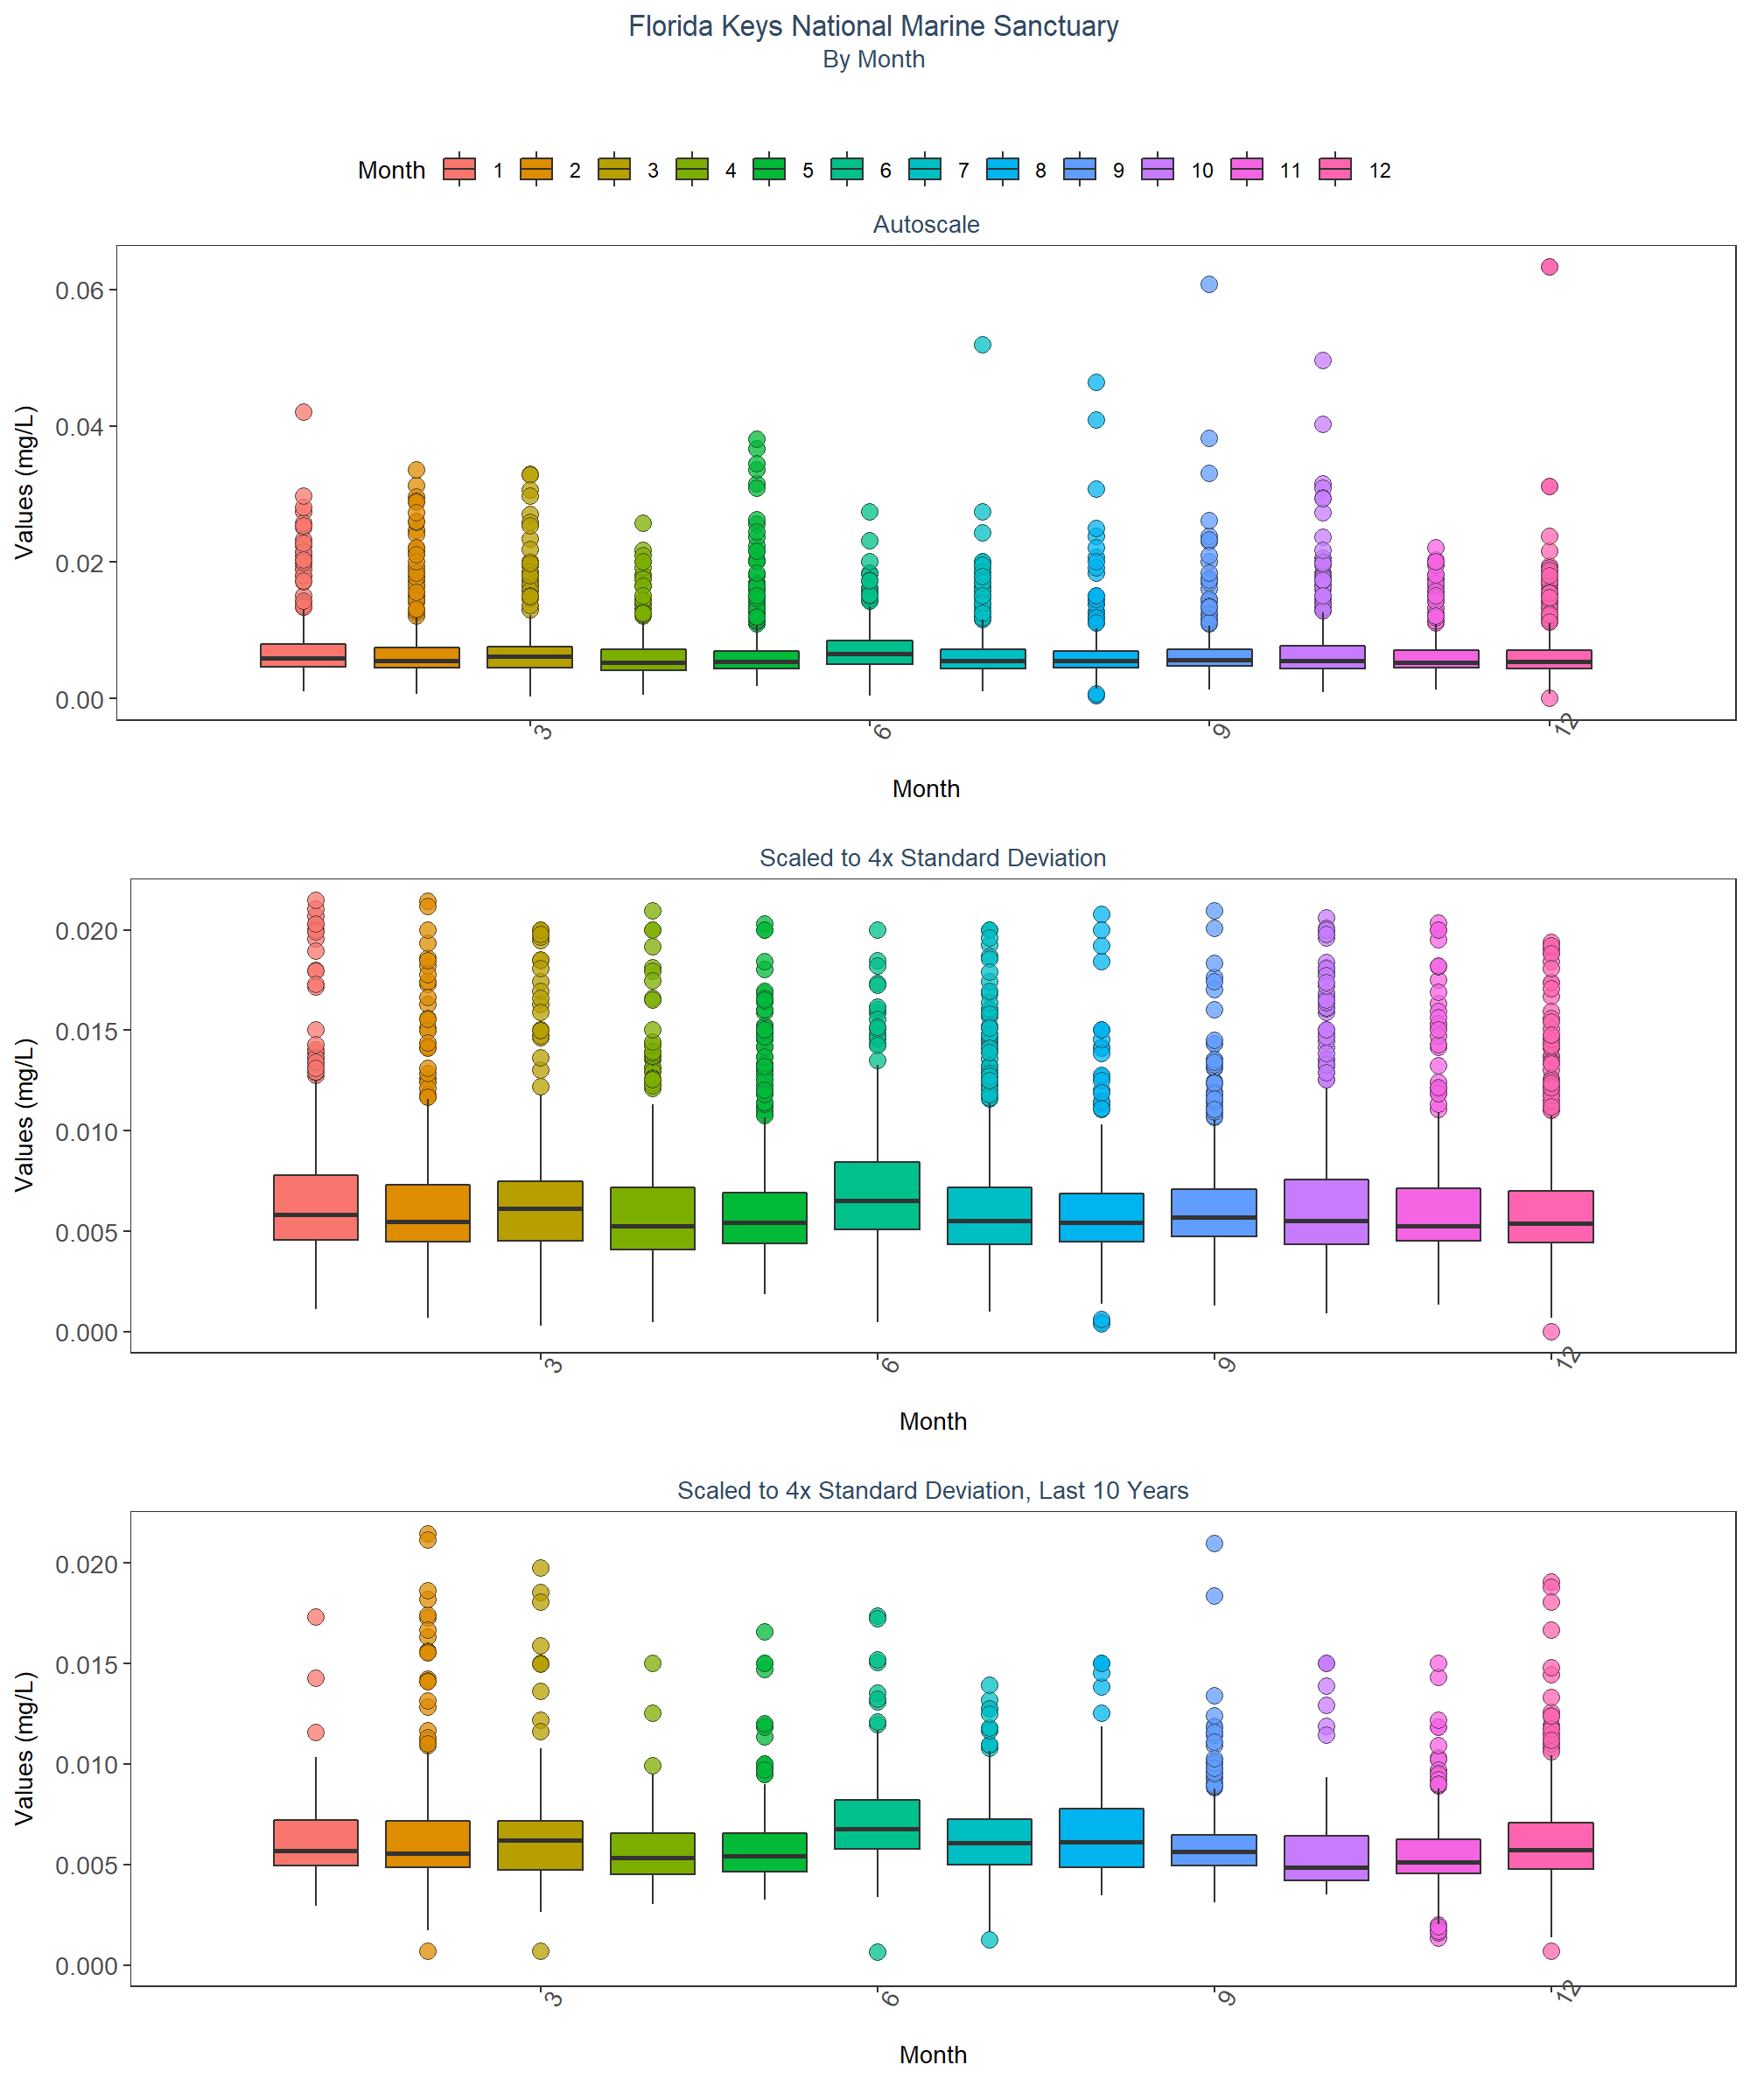 Florida Keys National Marine Sanctuary
By Month
Month 1 2 3 4 5 6 7 8 9 10 11 12
Autoscale
Values (mg/L)
0.06
0.04
0.02
0.00
3 6 9 12
Month
Scaled to 4x Standard Deviation
Values (mg/L)
0.020
0.015
0.010
0.005
0.000
3 6 9 12
Month
Scaled to 4x Standard Deviation, Last 10 Years
Values (mg/L)
0.020
0.015
0.010
0.005
0.000
3 6 9 12
Month